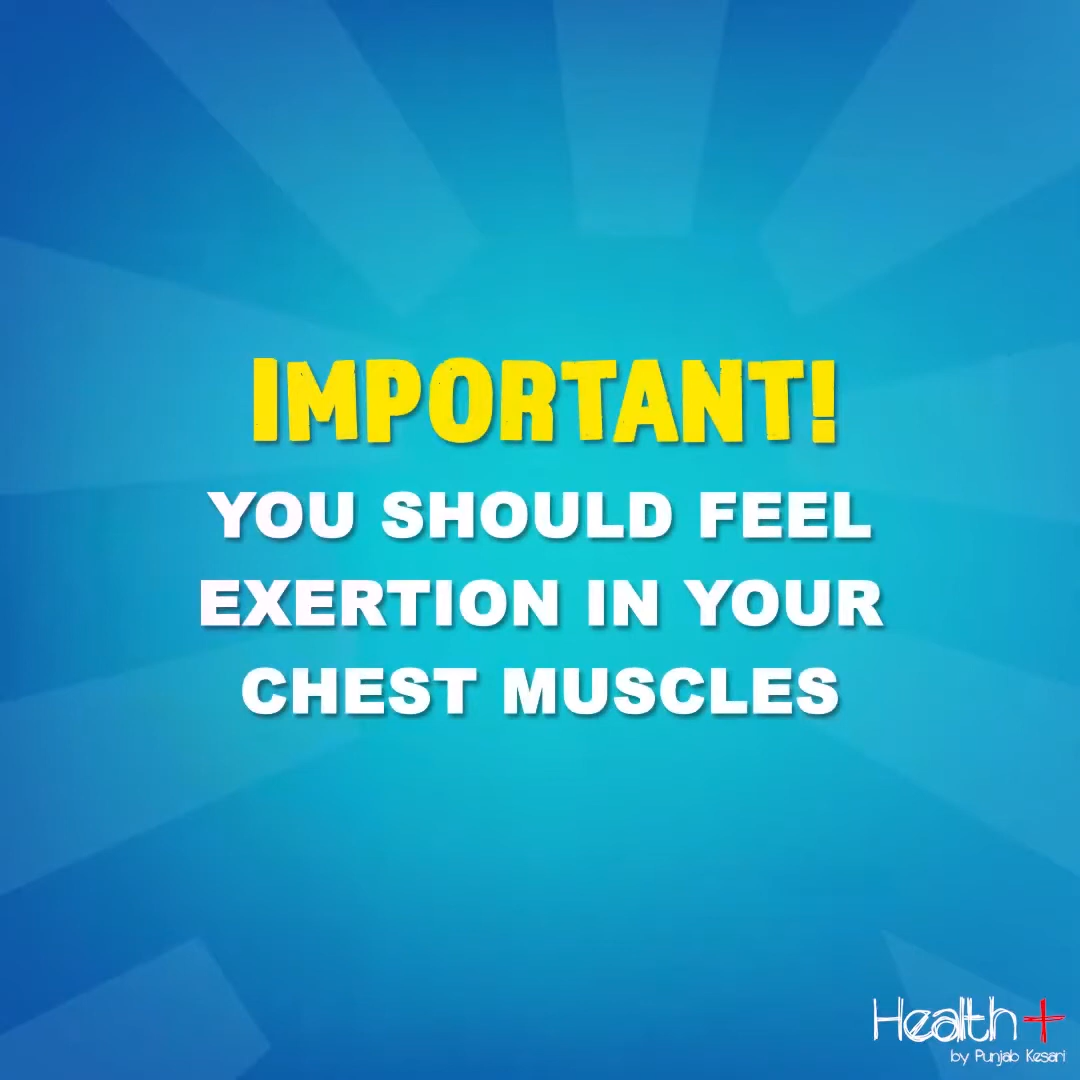 IMPORTANT!
YOU SHOULD FEEL
EXERTION IN YOUR
CHEST MUSCLES
Health+
by Punjab Kesari